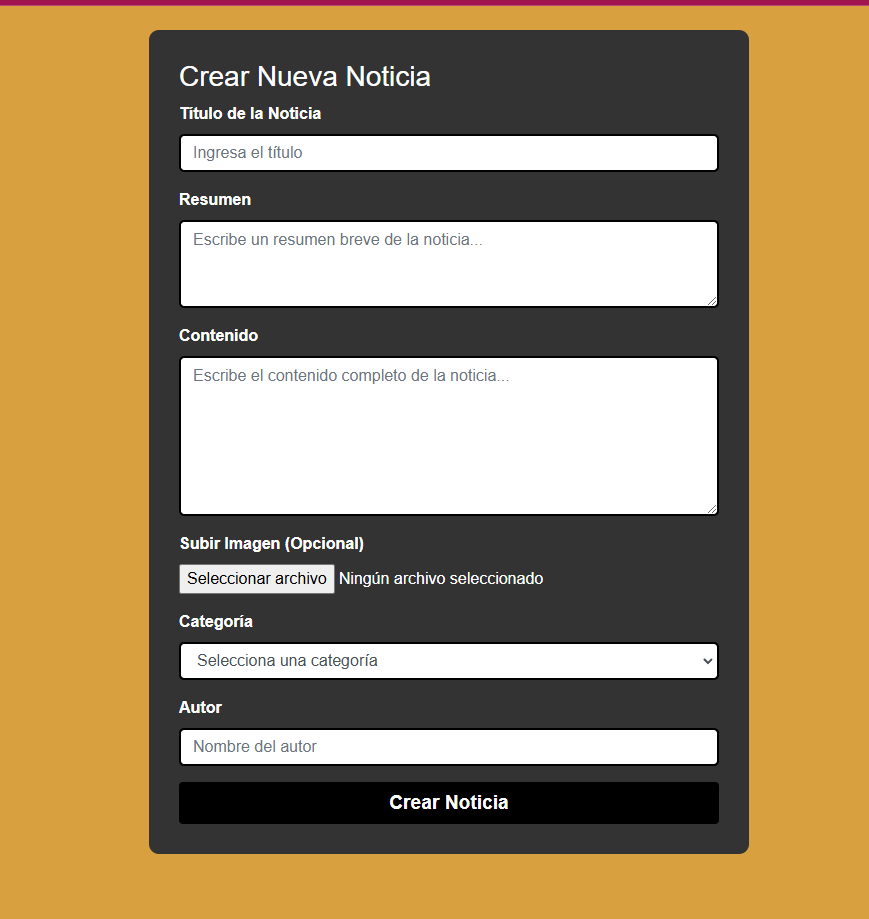 Crear Nueva Noticia
Título de la Noticia
Ingresa el título
Resumen
Escribe un resumen breve de la noticia...
Contenido
Escribe el contenido completo de la noticia...
Subir Imagen (Opcional)
Seleccionar archivo Ningún archivo seleccionado
Categoría
Selecciona una categoría
Autor
Nombre del autor
Crear Noticia